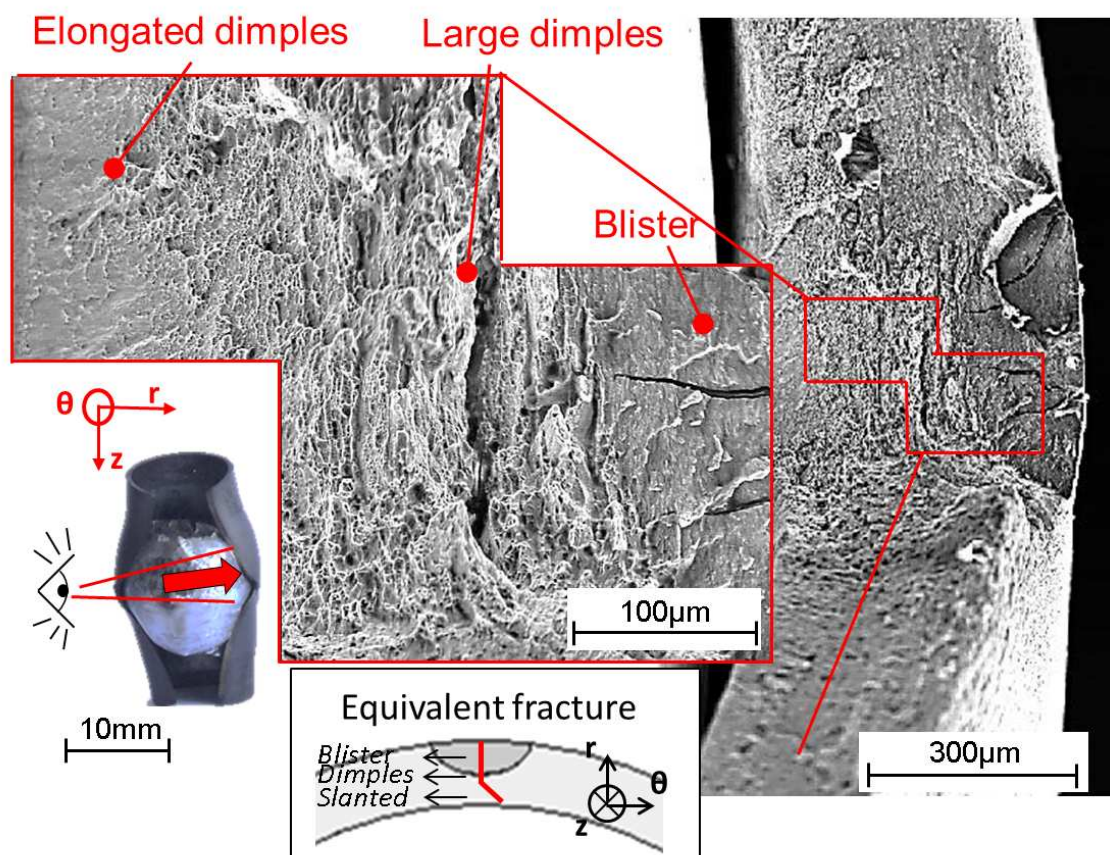 Elongated dimples
Large dimples
Blister
θ
r
z
100µm
10mm
300µm
Equivalent fracture
Blister
Dimples
Slanted
r
θ
z